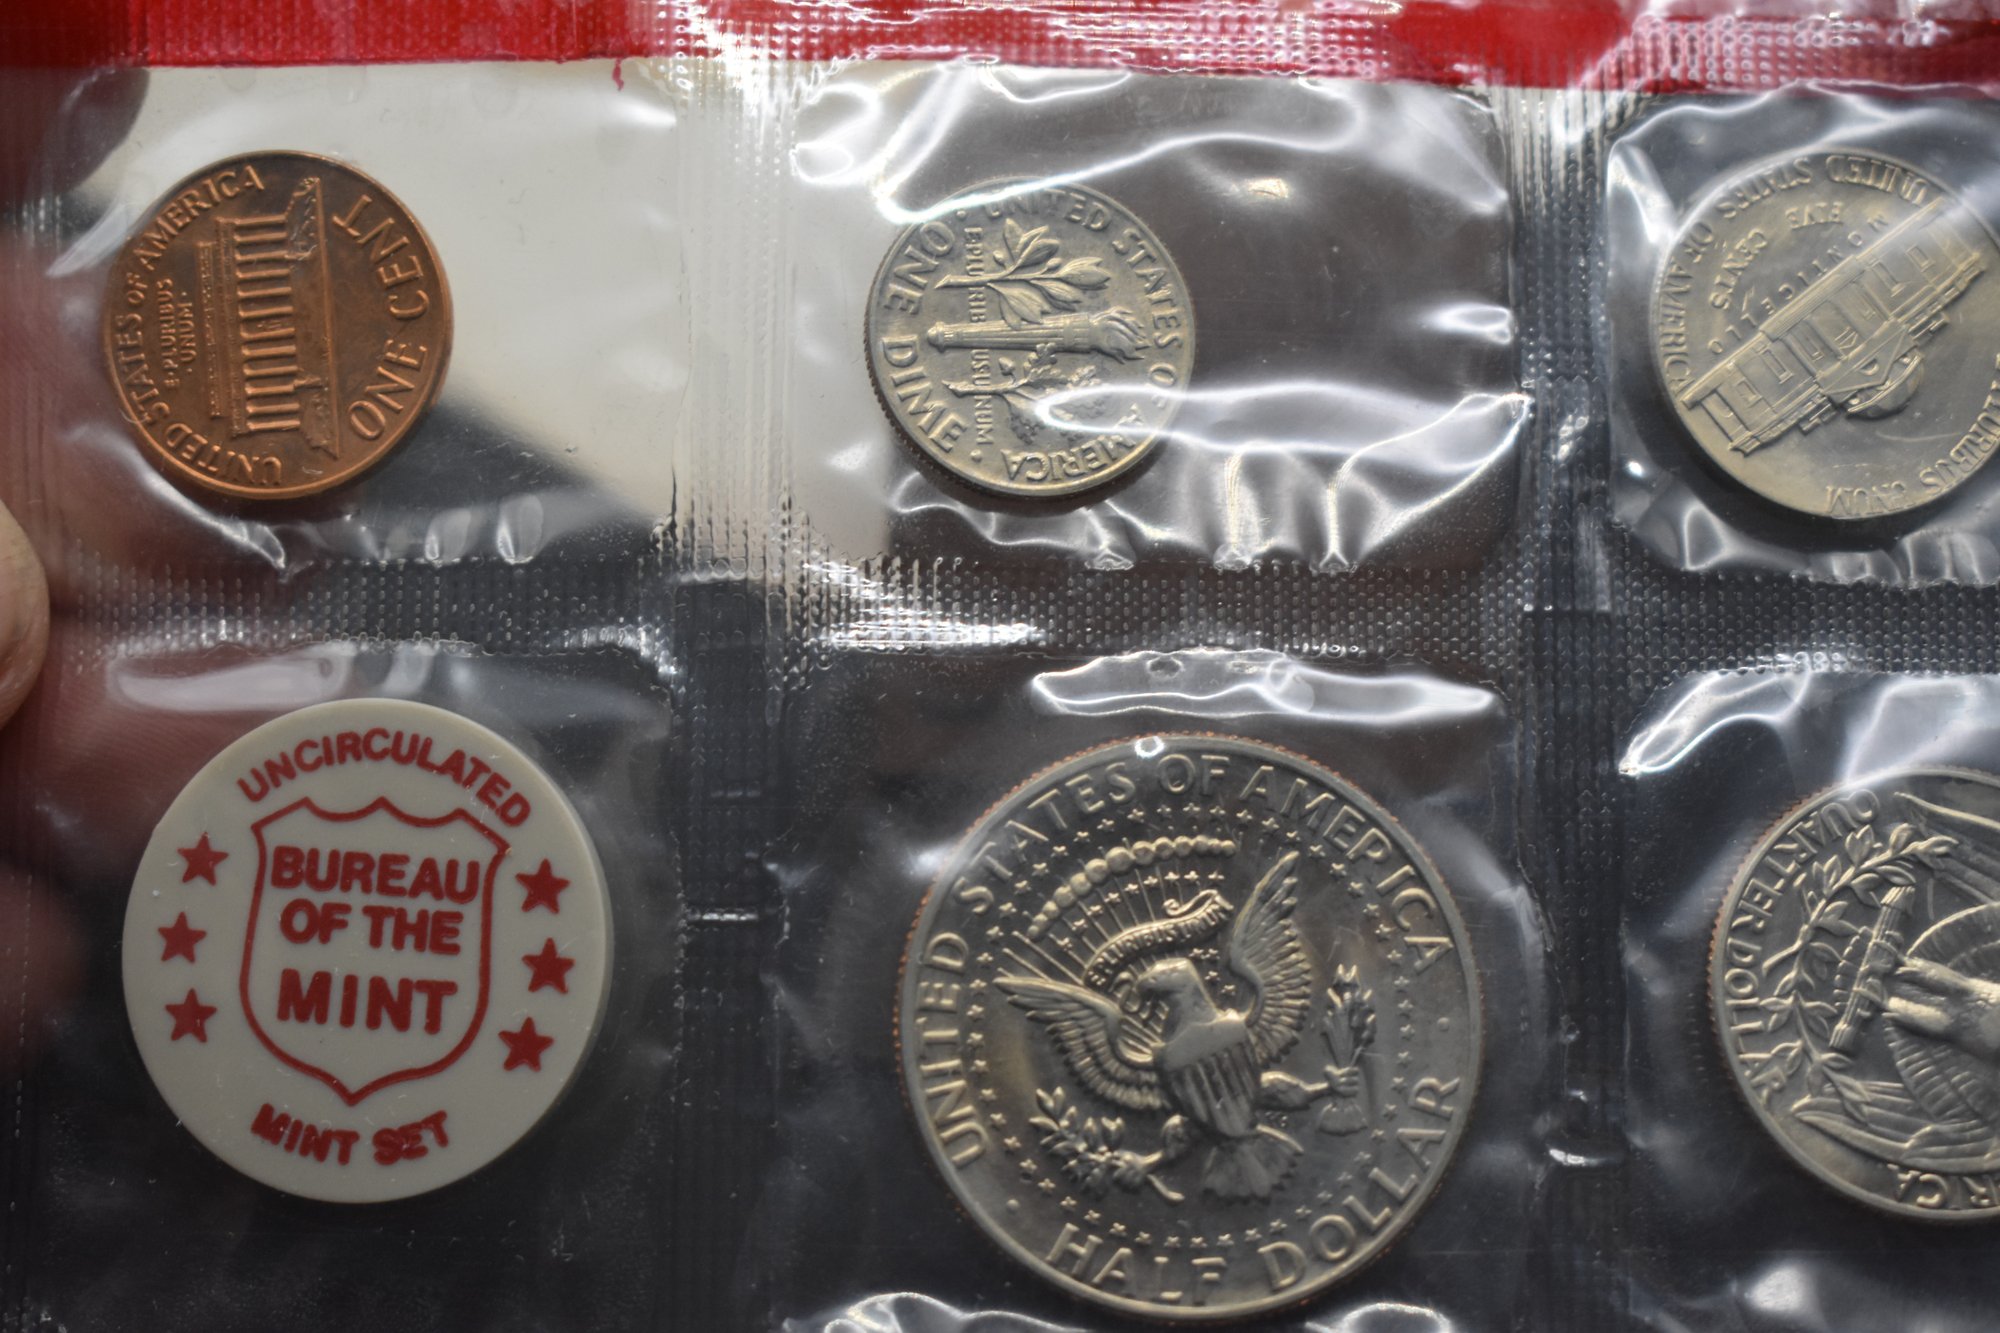 UNITED STATES OF AMERICA
E·PLURIBUS
·UNUM·
ONE CENT
UNITED STATES OF AMERICA
E·PLURIB USUNUM
ONE DIME
UNITED STATES OF AMERICA
FIVE CENTS
MONTICELLO
PLURIBUS UNUM
UNCIRCULATED
BUREAU
OF THE
MINT
MINT SET
UNITED STATES OF AMERICA
E PLURIBUS UNUM
HALF DOLLAR
QUARTER DOLLAR